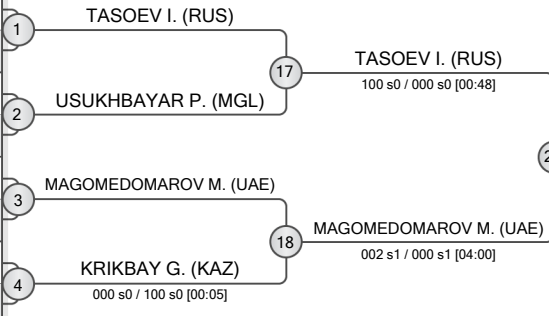 1
TASOEV I. (RUS)
17
TASOEV I. (RUS)
100 s0 / 000 s0 [00:48]
2
USUKHBAYAR P. (MGL)
3
MAGOMEDOMAROV M. (UAE)
18
MAGOMEDOMAROV M. (UAE)
002 s1 / 000 s1 [04:00]
4
KRIKBAY G. (KAZ)
000 s0 / 100 s0 [00:05]